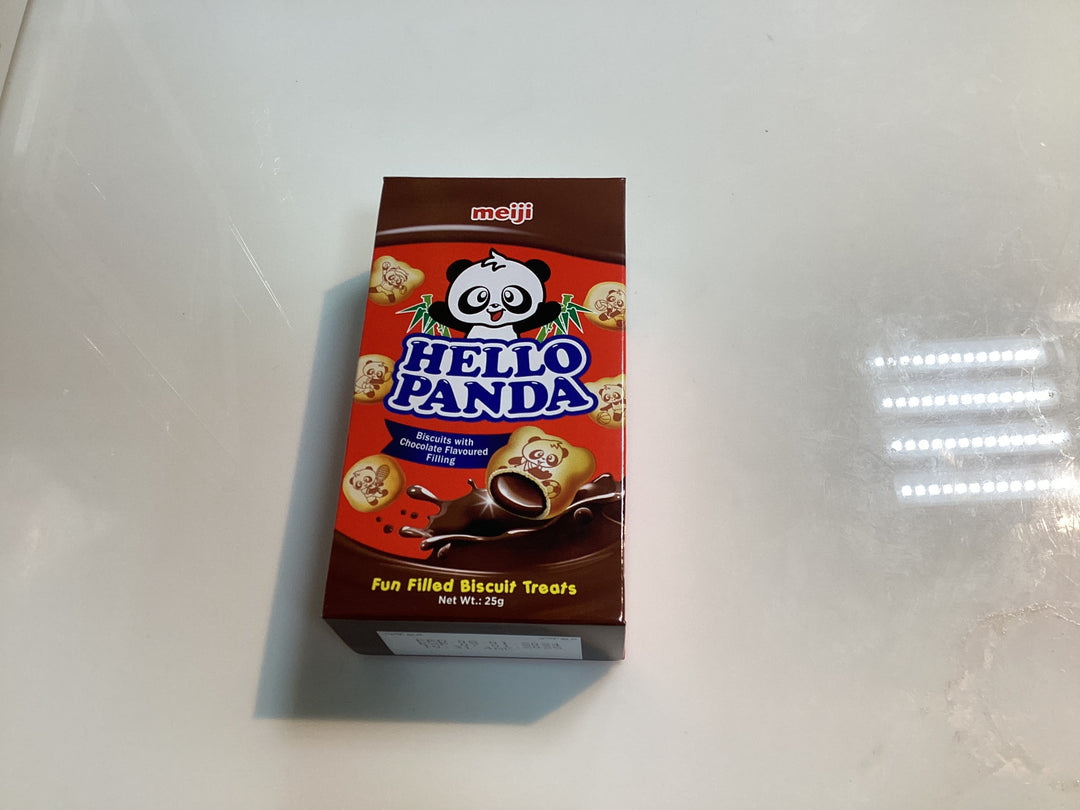 meiji
HELLO
PANDA
Biscuits with
Chocolate Flavoured
Filling
Fun Filled Biscuit Treats
Net Wt.: 25g